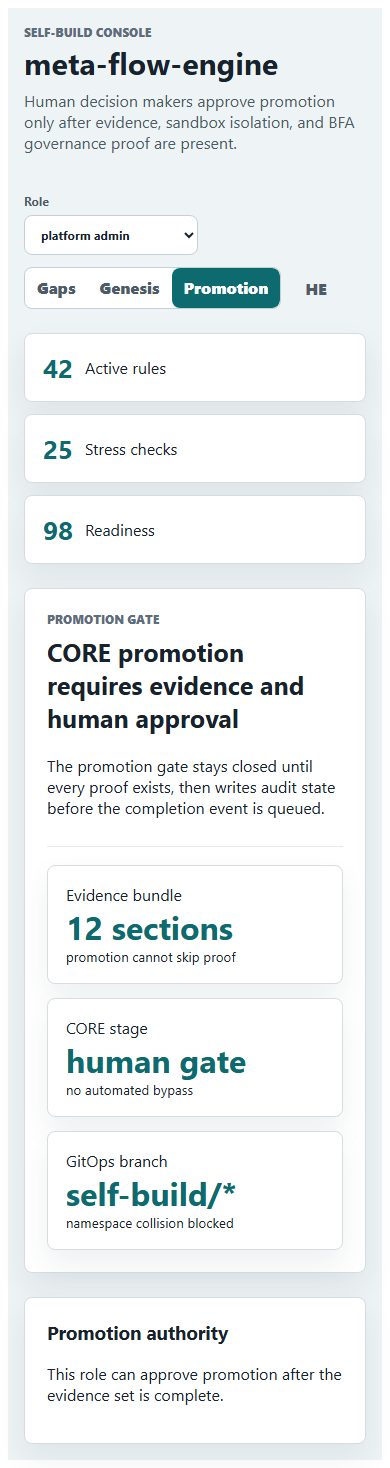 SELF-BUILD CONSOLE
meta-flow-engine
Human decision makers approve promotion
only after evidence, sandbox isolation, and BFA
governance proof are present.
Role
platform admin
Gaps Genesis Promotion HE
42 Active rules
25 Stress checks
98 Readiness
PROMOTION GATE
CORE promotion
requires evidence and
human approval
The promotion gate stays closed until
every proof exists, then writes audit state
before the completion event is queued.
Evidence bundle
12 sections
promotion cannot skip proof
CORE stage
human gate
no automated bypass
GitOps branch
self-build/*
namespace collision blocked
Promotion authority
This role can approve promotion after the
evidence set is complete.